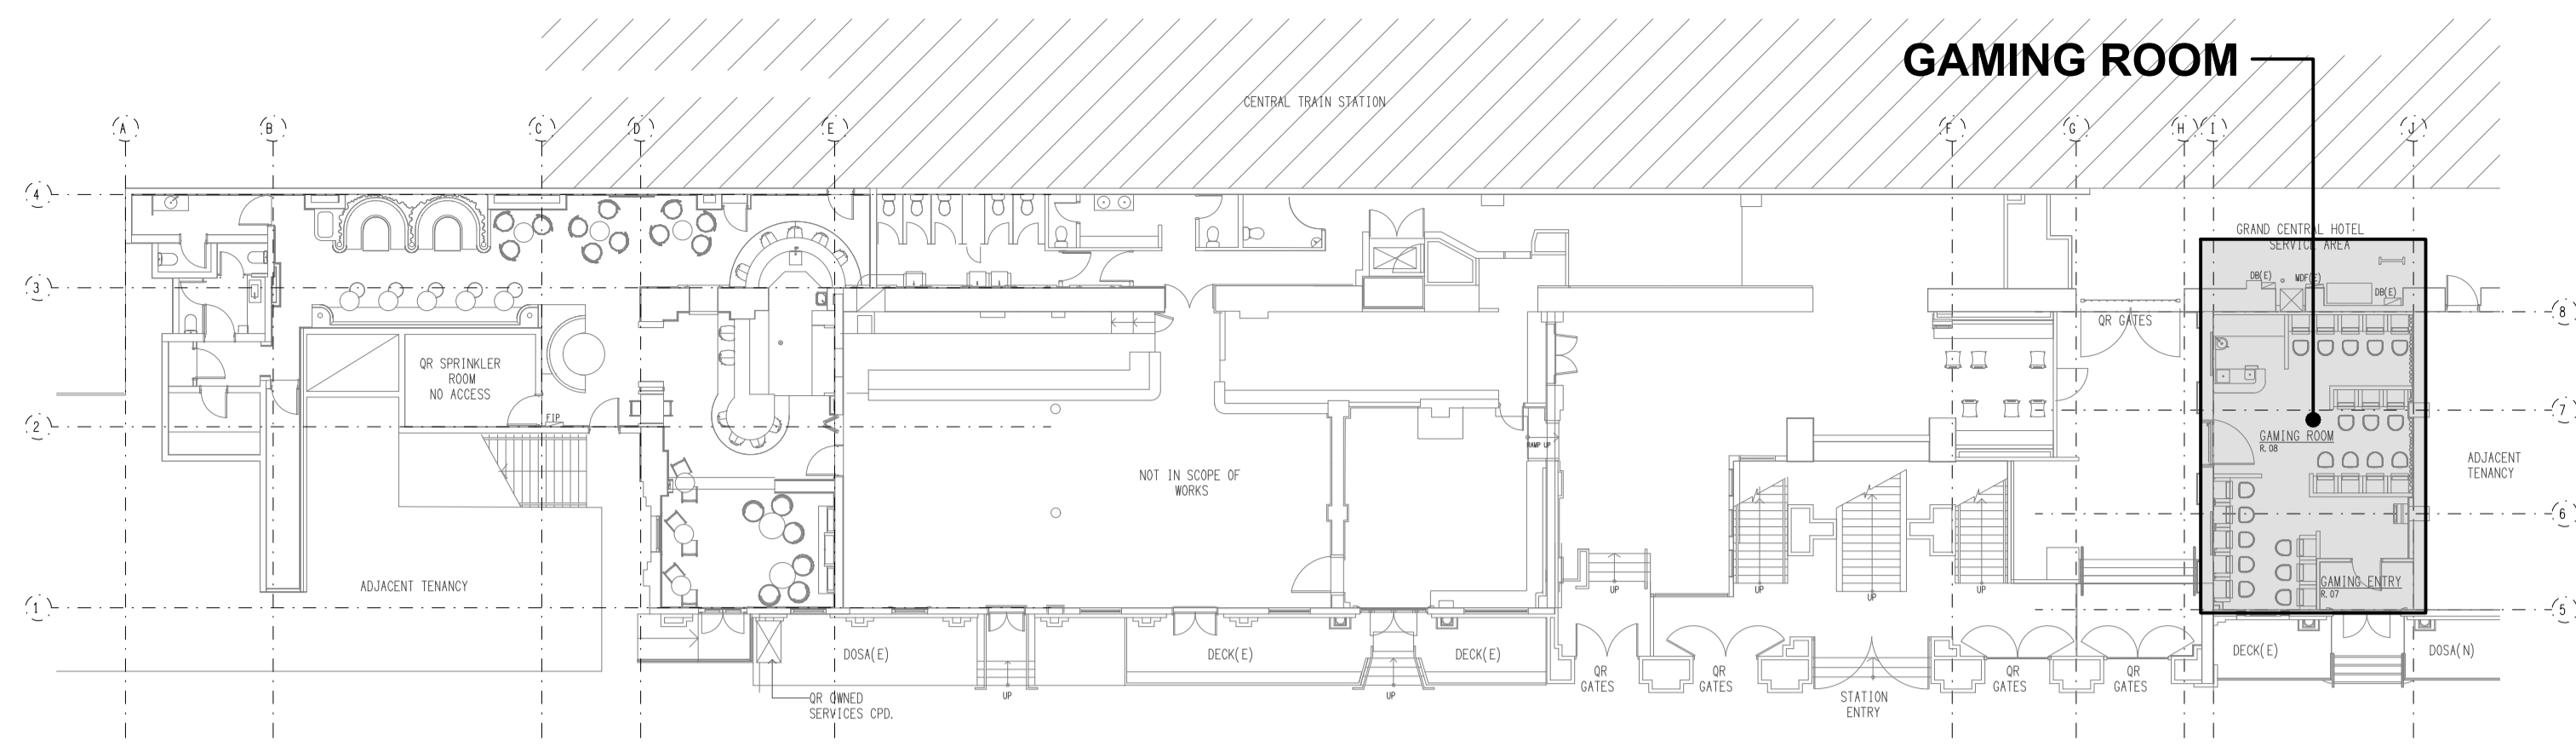 GAMING ROOM
CENTRAL TRAIN STATION
A
B
C
D
E
F
G
H
I
J
4
GRAND CENTRAL HOTEL
SERVICE AREA
DB(E)
MDF(E)
DB(E)
3
8
QR GATES
QR SPRINKLER
ROOM
NO ACCESS
FIP
7
2
GAMING ROOM
R.08
RAMP UP
NOT IN SCOPE OF
WORKS
ADJACENT
TENANCY
6
ADJACENT TENANCY
GAMING ENTRY
R.07
UP
UP
UP
UP
1
5
DOSA(E)
DECK(E)
DECK(E)
DECK(E)
DOSA(N)
QR
GATES
QR
GATES
QR
GATES
QR
GATES
STATION
ENTRY
UP
UP
QR OWNED
SERVICES CPD.